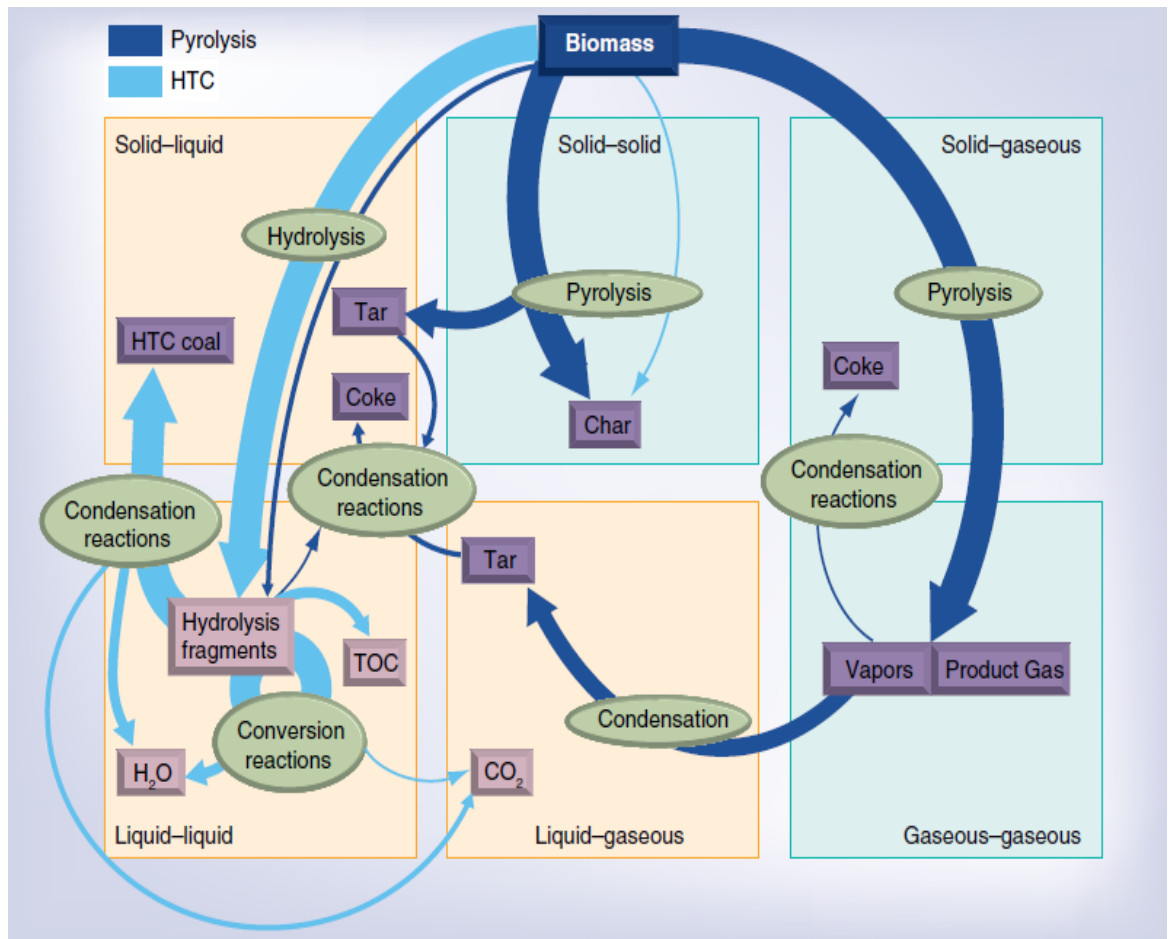 Pyrolysis
HTC
Biomass
Solid–liquid
Solid–solid
Solid–gaseous
Hydrolysis
Pyrolysis
Pyrolysis
Tar
HTC coal
Coke
Coke
Char
Condensation
reactions
Condensation
reactions
Condensation
reactions
Tar
Hydrolysis
fragments
TOC
Vapors
Product Gas
Condensation
Conversion
reactions
H₂O
CO₂
Liquid–liquid
Liquid–gaseous
Gaseous–gaseous